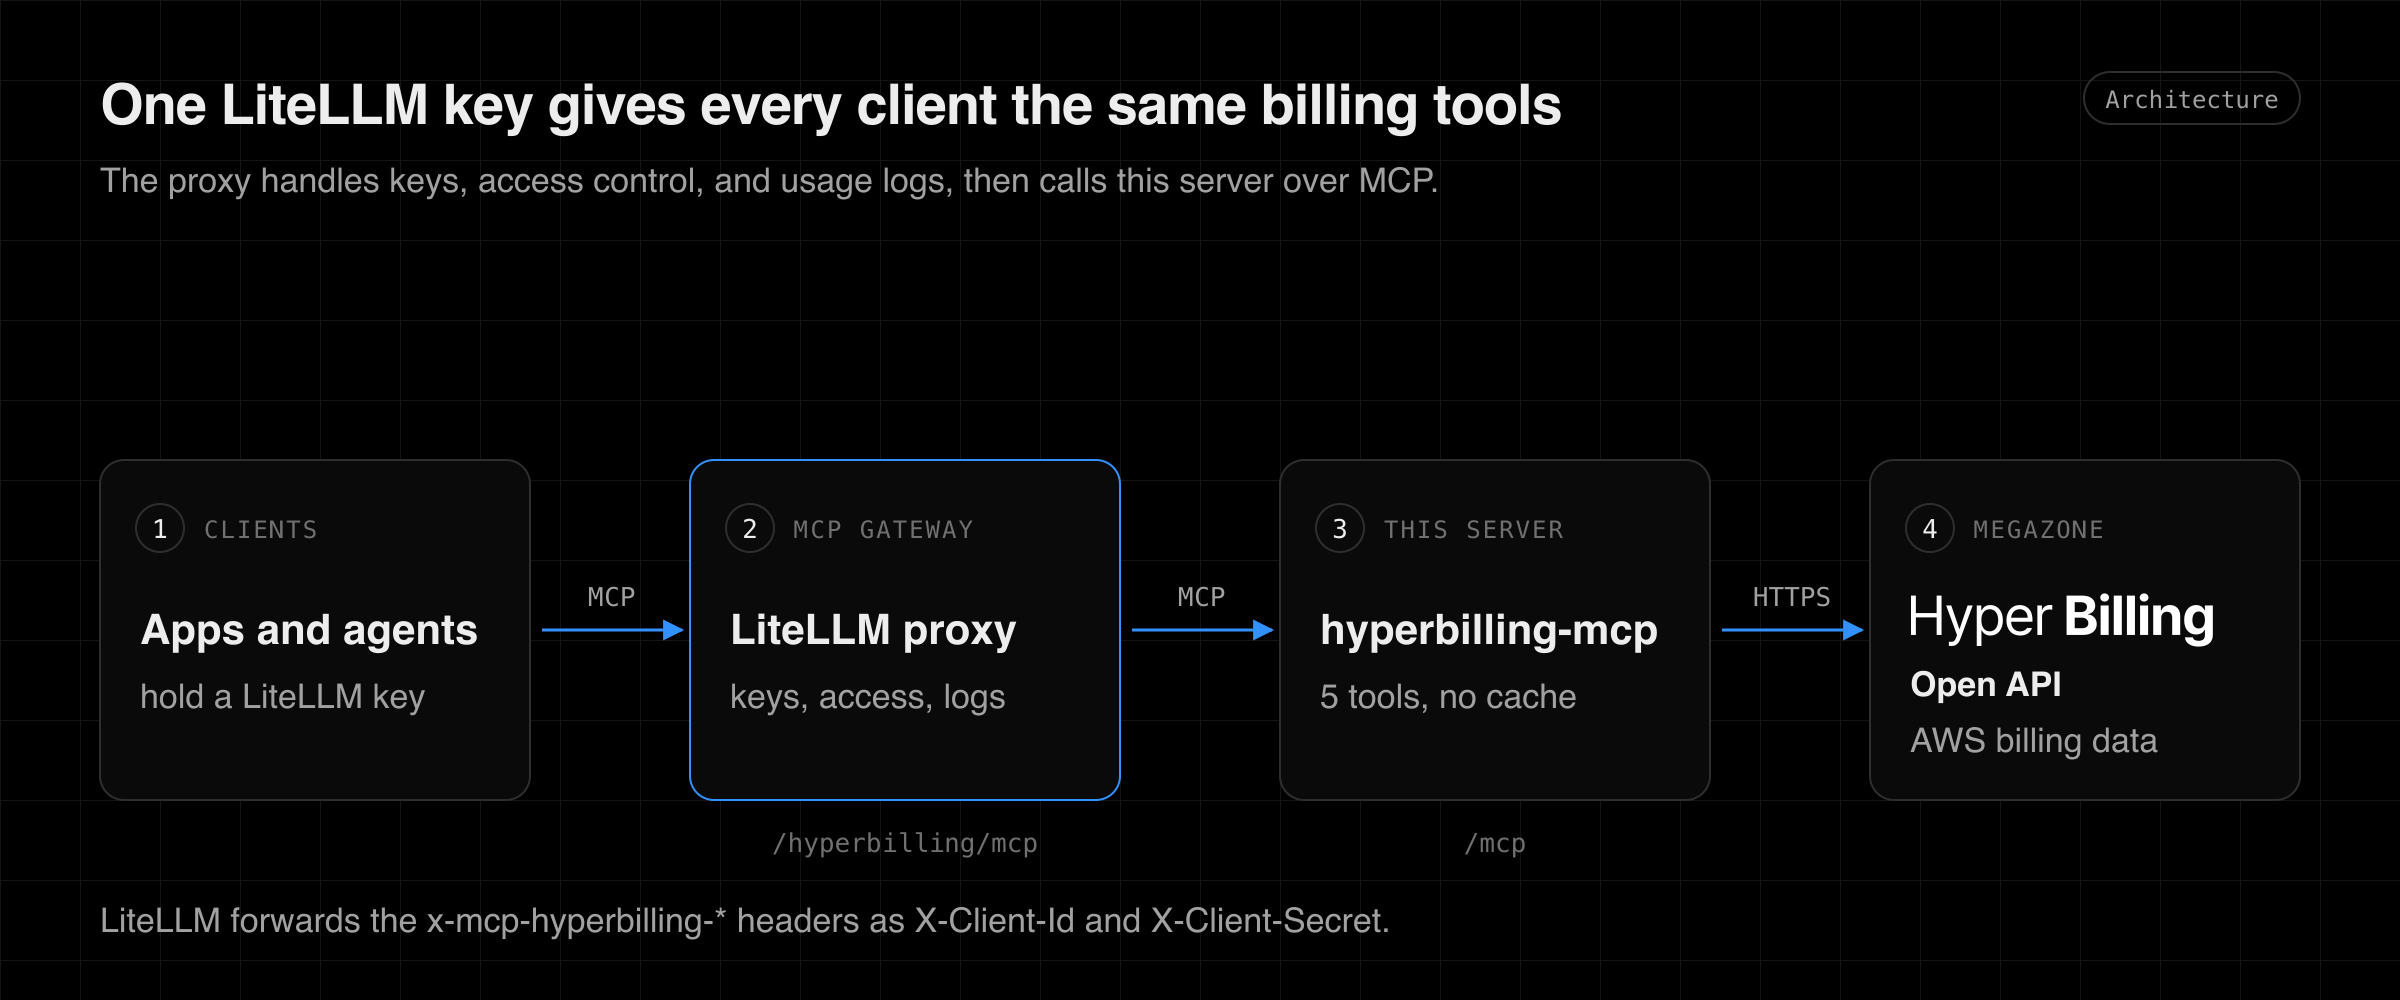 One LiteLLM key gives every client the same billing tools
Architecture
The proxy handles keys, access control, and usage logs, then calls this server over MCP.
1 CLIENTS
Apps and agents
hold a LiteLLM key
MCP
2 MCP GATEWAY
LiteLLM proxy
keys, access, logs
/hyperbilling/mcp
MCP
3 THIS SERVER
hyperbilling-mcp
5 tools, no cache
/mcp
HTTPS
4 MEGAZONE
Hyper Billing
Open API
AWS billing data
LiteLLM forwards the x-mcp-hyperbilling-* headers as X-Client-Id and X-Client-Secret.